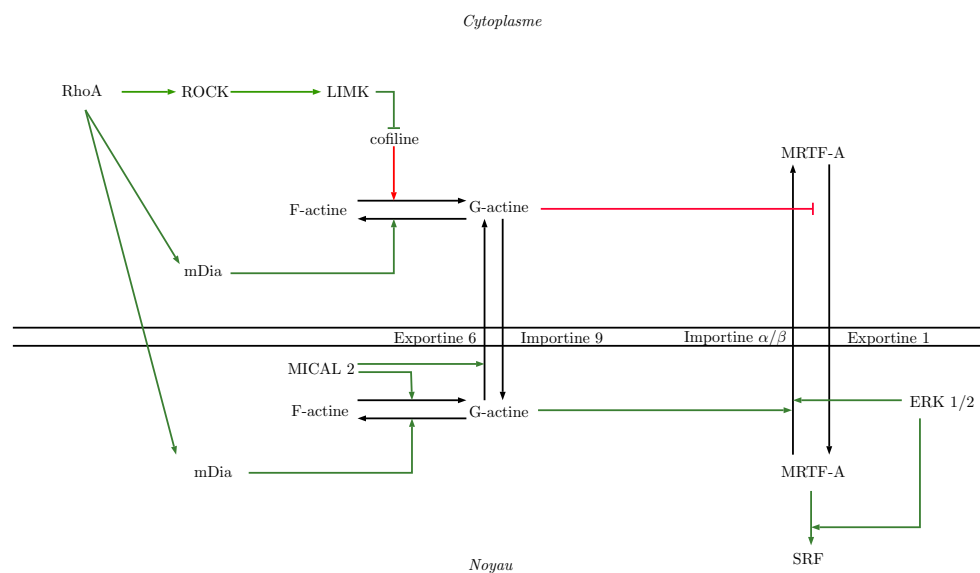 Cytoplasme
RhoA ROCK LIMK
cofiline
MRTF-A
F-actine G-actine
mDia
Exportine 6 Importine 9 Importine α/β Exportine 1
MICAL 2
F-actine G-actine ERK 1/2
mDia MRTF-A
SRF
Noyau